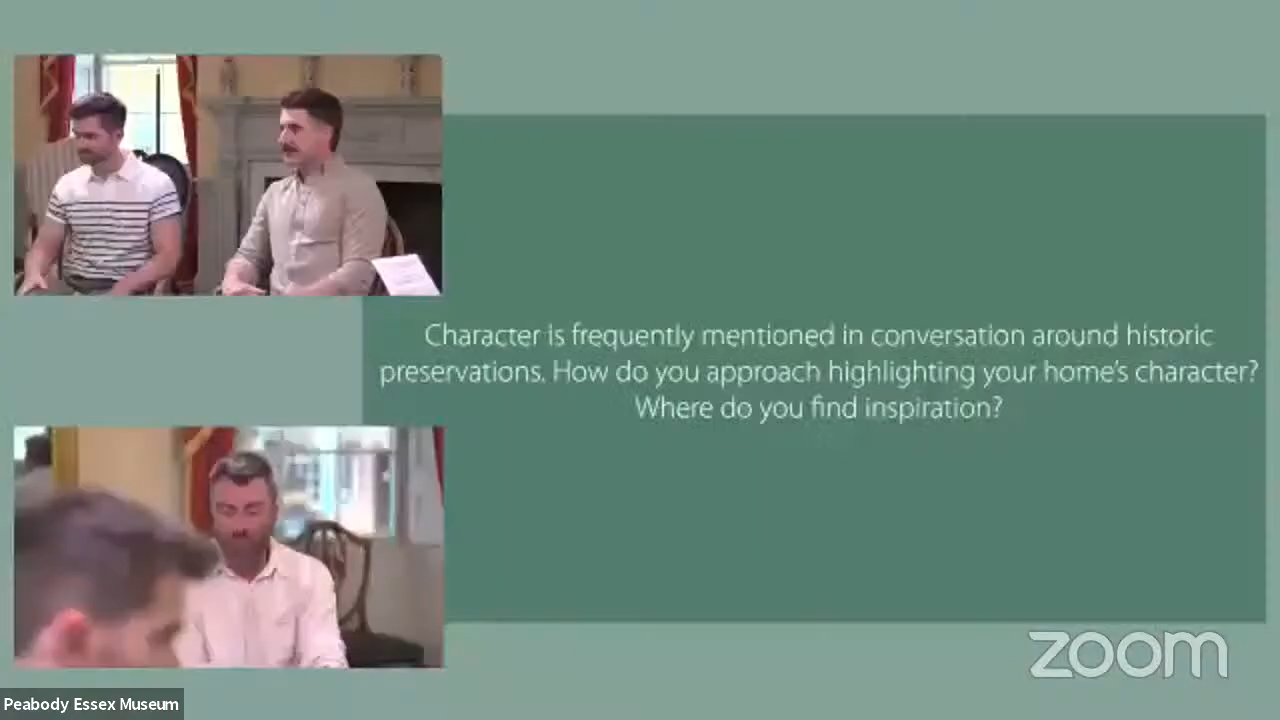 Character is frequently mentioned in conversation around historic
preservations. How do you approach highlighting your home's character?
Where do you find inspiration?
zoom
Peabody Essex Museum